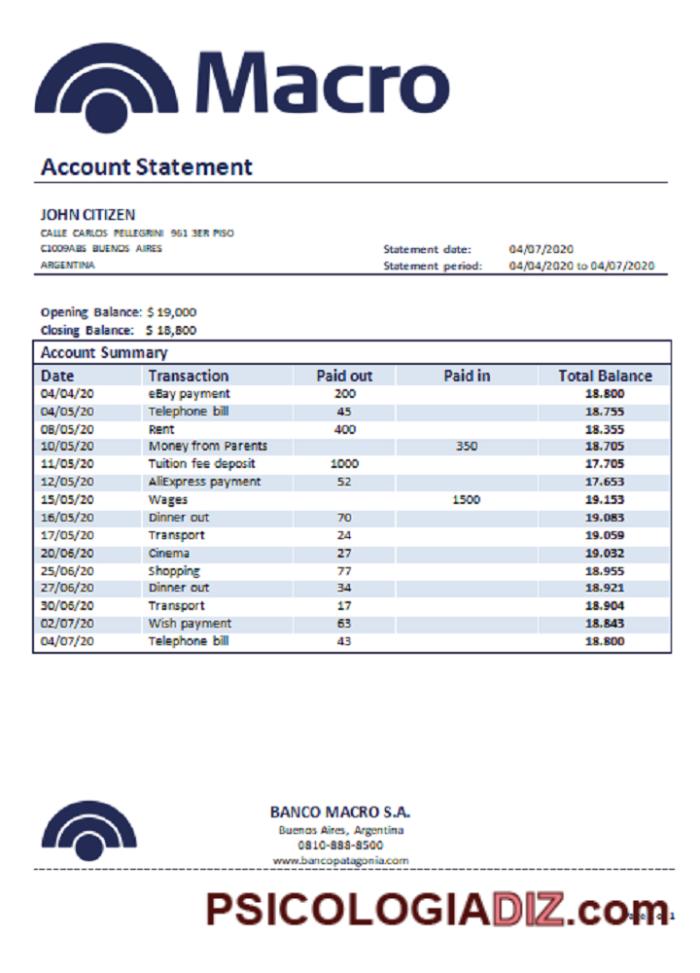 Macro
Account Statement
JOHN CITIZEN
CALLE CARLOS PELLEGRINI 961 3ER PISO
C1009ABS BUENOS AIRES
Statement date: 04/07/2020
ARGENTINA
Statement period: 04/04/2020 to 04/07/2020
Opening Balance: $ 19,000
Closing Balance: $ 18,800
Account Summary
Date Transaction Paid out Paid in Total Balance
04/04/20 eBay payment 200 18.800
04/05/20 Telephone bill 45 18.755
08/05/20 Rent 400 18.355
10/05/20 Money from Parents 350 18.705
11/05/20 Tuition fee deposit 1000 17.705
12/05/20 AliExpress payment 52 17.653
15/05/20 Wages 1500 19.153
16/05/20 Dinner out 70 19.083
17/05/20 Transport 24 19.059
20/06/20 Cinema 27 19.032
25/06/20 Shopping 77 18.955
27/06/20 Dinner out 34 18.921
30/06/20 Transport 17 18.904
02/07/20 Wish payment 63 18.843
04/07/20 Telephone bill 43 18.800
BANCO MACRO S.A.
Buenos Aires, Argentina
0810-888-8500
www.bancopatagonia.com
PSICOLOGIADIZ.com